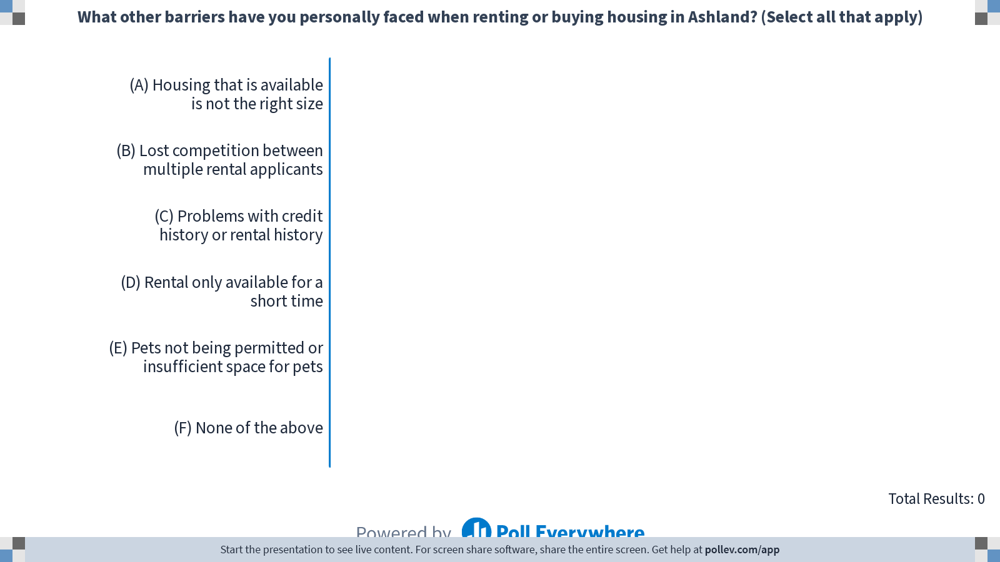 What other barriers have you personally faced when renting or buying housing in Ashland? (Select all that apply)
(A) Housing that is available
is not the right size
(B) Lost competition between
multiple rental applicants
(C) Problems with credit
history or rental history
(D) Rental only available for a
short time
(E) Pets not being permitted or
insufficient space for pets
(F) None of the above
Total Results: 0
Powered by Poll Everywhere
Start the presentation to see live content. For screen share software, share the entire screen. Get help at pollev.com/app